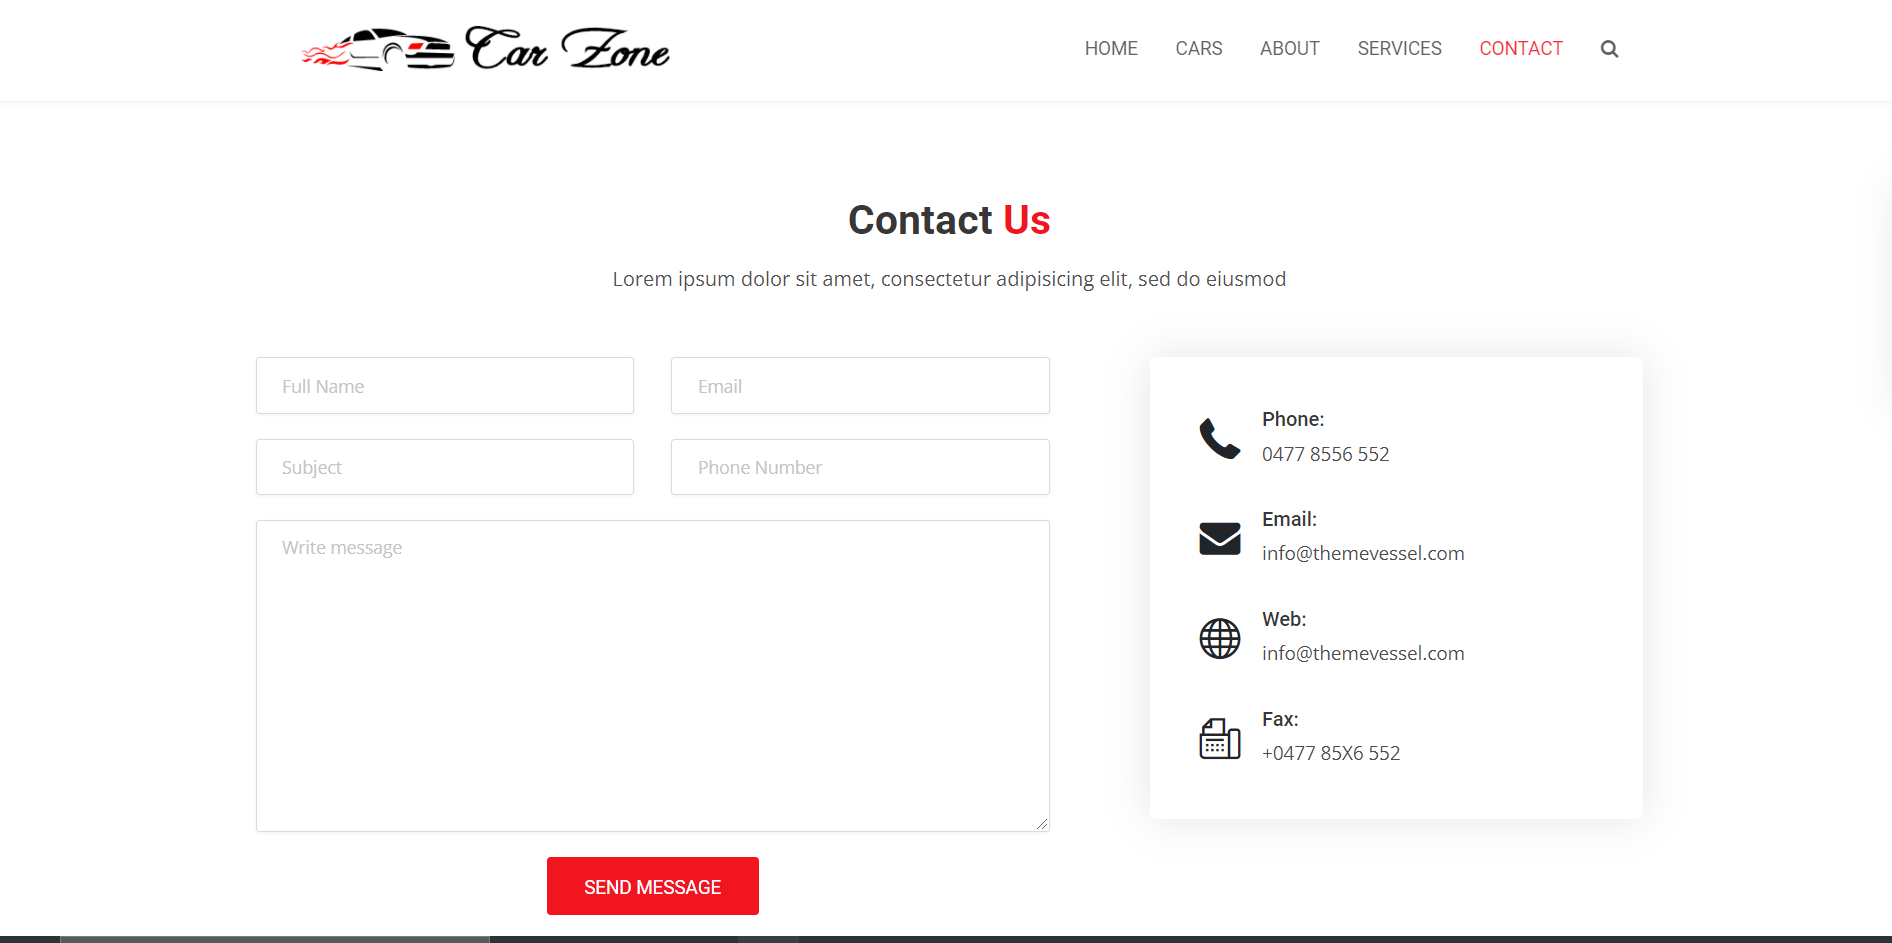 Car Zone
HOME CARS ABOUT SERVICES CONTACT
Contact Us
Lorem ipsum dolor sit amet, consectetur adipisicing elit, sed do eiusmod
Full Name
Email
Subject
Phone Number
Write message
SEND MESSAGE
Phone:
0477 8556 552
Email:
info@themevessel.com
Web:
info@themevessel.com
Fax:
+0477 85X6 552